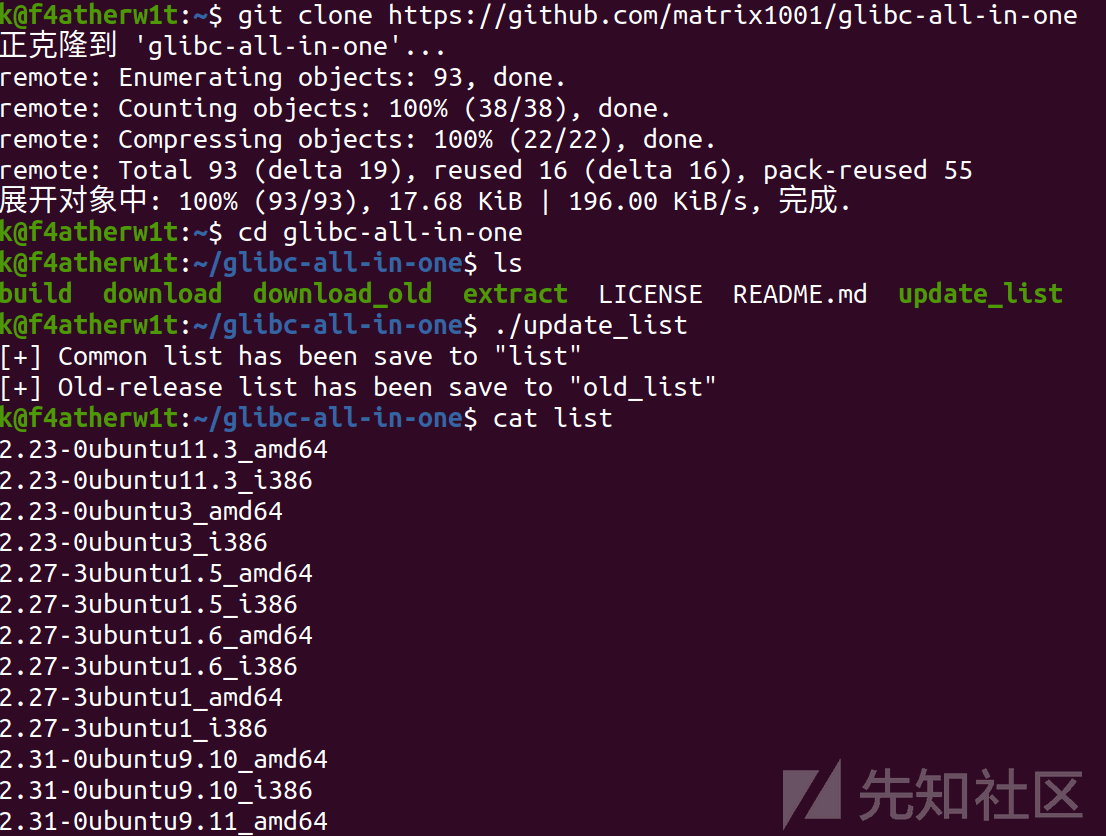 k@f4atherw1t:~$ git clone https://github.com/matrix1001/glibc-all-in-one
正克隆到 'glibc-all-in-one'...
remote: Enumerating objects: 93, done.
remote: Counting objects: 100% (38/38), done.
remote: Compressing objects: 100% (22/22), done.
remote: Total 93 (delta 19), reused 16 (delta 16), pack-reused 55
展开对象中: 100% (93/93), 17.68 KiB | 196.00 KiB/s, 完成.
k@f4atherw1t:~$ cd glibc-all-in-one
k@f4atherw1t:~/glibc-all-in-one$ ls
build  download  download_old  extract  LICENSE  README.md  update_list
k@f4atherw1t:~/glibc-all-in-one$ ./update_list
[+] Common list has been save to "list"
[+] Old-release list has been save to "old_list"
k@f4atherw1t:~/glibc-all-in-one$ cat list
2.23-0ubuntu11.3_amd64
2.23-0ubuntu11.3_i386
2.23-0ubuntu3_amd64
2.23-0ubuntu3_i386
2.27-3ubuntu1.5_amd64
2.27-3ubuntu1.5_i386
2.27-3ubuntu1.6_amd64
2.27-3ubuntu1.6_i386
2.27-3ubuntu1_amd64
2.27-3ubuntu1_i386
2.31-0ubuntu9.10_amd64
2.31-0ubuntu9.10_i386
2.31-0ubuntu9.11_amd64
先知社区